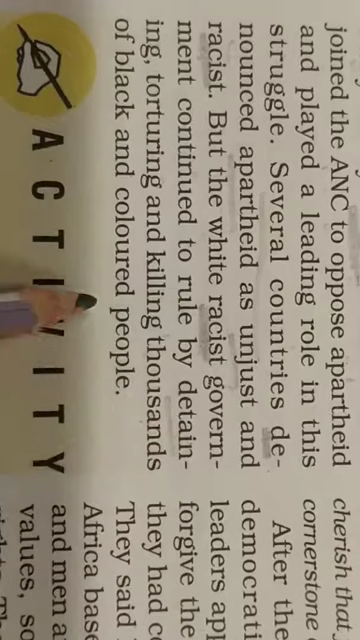 joined the ANC to oppose apartheid
and played a leading role in this
struggle. Several countries de-
nounced apartheid as unjust and
racist. But the white racist govern-
ment continued to rule by detain-
ing, torturing and killing thousands
of black and coloured people.
ACTIVITY
cherish that
cornerstone
After the
democrati
leaders app
forgive the
they had co
They said
Africa base
and men a
values, so